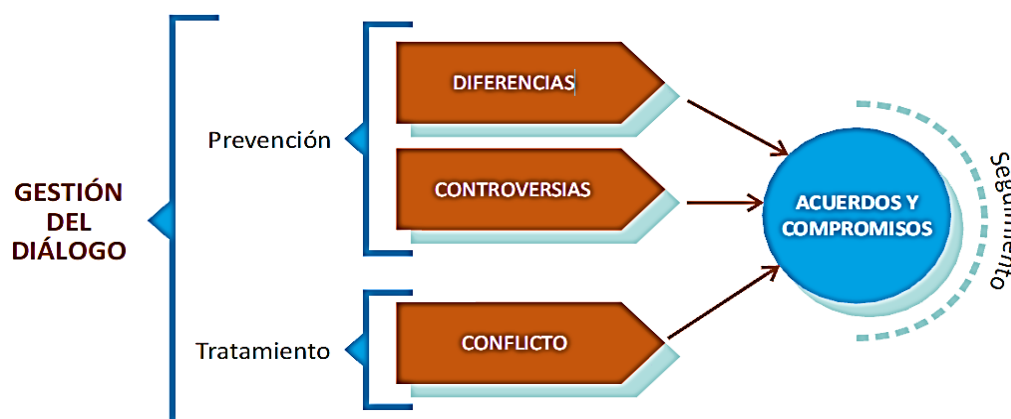 GESTIÓN
DEL
DIÁLOGO
Prevención
DIFERENCIAS
CONTROVERSIAS
Tratamiento
CONFLICTO
ACUERDOS Y
COMPROMISOS
Seguimiento